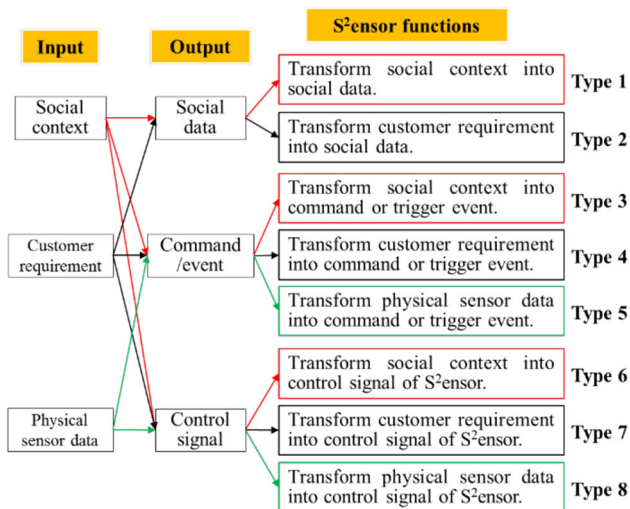 Input
Output
S²ensor functions
Social
context
Social
data
Transform social context into
social data.
Type 1
Transform customer requirement
into social data.
Type 2
Customer
requirement
Command
/event
Transform social context into
command or trigger event.
Type 3
Transform customer requirement
into command or trigger event.
Type 4
Transform physical sensor data
into command or trigger event.
Type 5
Physical
sensor data
Control
signal
Transform social context into
control signal of S²ensor.
Type 6
Transform customer requirement
into control signal of S²ensor.
Type 7
Transform physical sensor data
into control signal of S²ensor.
Type 8